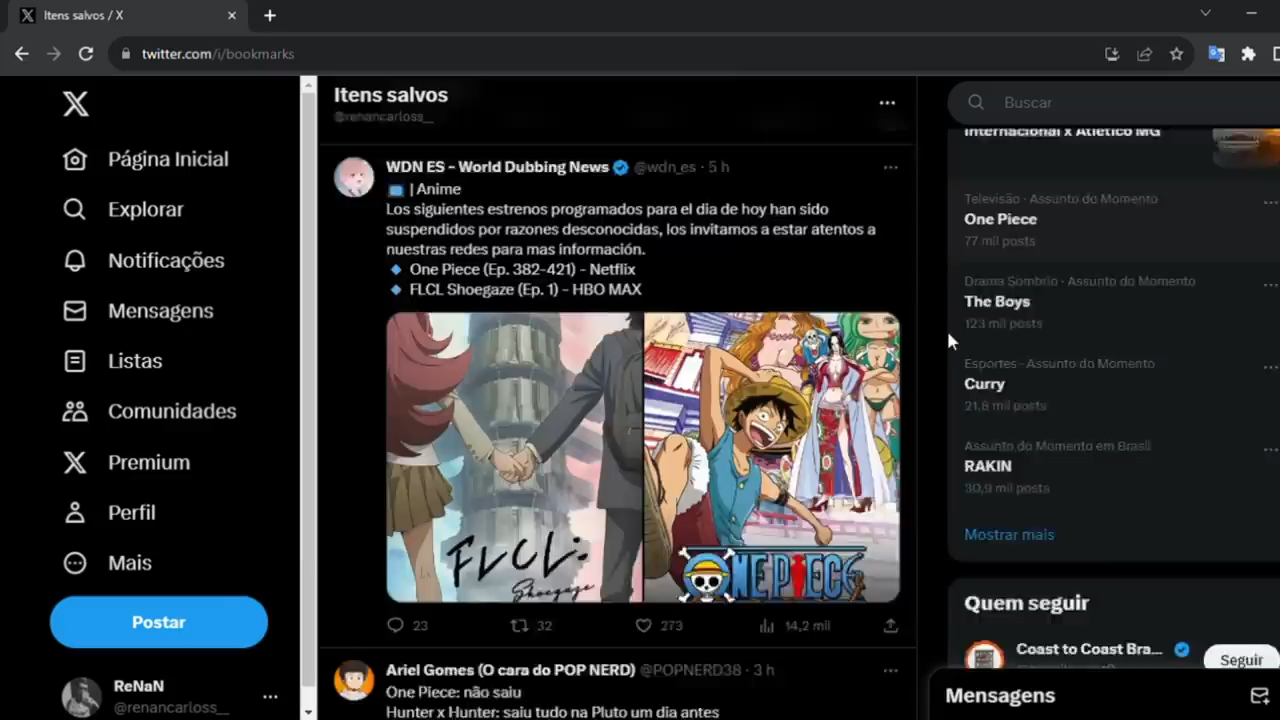 Itens salvos / X
twitter.com/i/bookmarks
Página Inicial
Explorar
Notificações
Mensagens
Listas
Comunidades
Premium
Perfil
Mais
Postar
ReNaN
@renancarloss__
Itens salvos
@renancarloss__
WDN ES - World Dubbing News @wdn_es · 5 h
| Anime
Los siguientes estrenos programados para el dia de hoy han sido
suspendidos por razones desconocidas, los invitamos a estar atentos a
nuestras redes para mas información.
One Piece (Ep. 382-421) - Netflix
FLCL Shoegaze (Ep. 1) - HBO MAX
FLCL:
Shoegaze
ONE PIECE
23
32
273
14,2 mil
Ariel Gomes (O cara do POP NERD) @POPNERD38 · 3 h
One Piece: não saiu
Hunter x Hunter: saiu tudo na Pluto um dia antes
Buscar
Internacional x Atlético MG
Televisão · Assunto do Momento
One Piece
77 mil posts
Drama Sombrio · Assunto do Momento
The Boys
123 mil posts
Esportes · Assunto do Momento
Curry
21,8 mil posts
Assunto do Momento em Brasil
RAKIN
30,9 mil posts
Mostrar mais
Quem seguir
Coast to Coast Bra...
Seguir
Mensagens